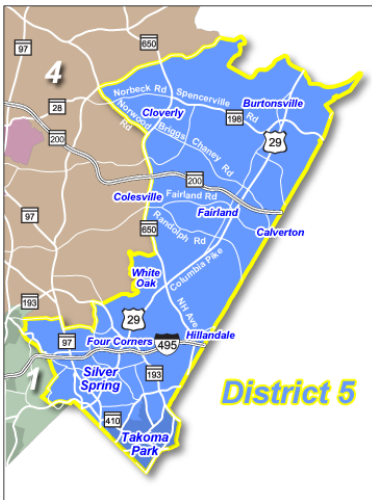 97
650
4
Norbeck Rd
Spencerville Rd
Burtonsville
28
Cloverly
Norwood Rd
198
Briggs Chaney Rd
29
200
200
Colesville
Fairland Rd
97
Fairland
650
Randolph Rd
Calverton
White
Oak
Columbia Pike
193
29
NH Ave
Hillandale
97
Four Corners
495
1
Silver
Spring
193
District 5
410
Takoma
Park